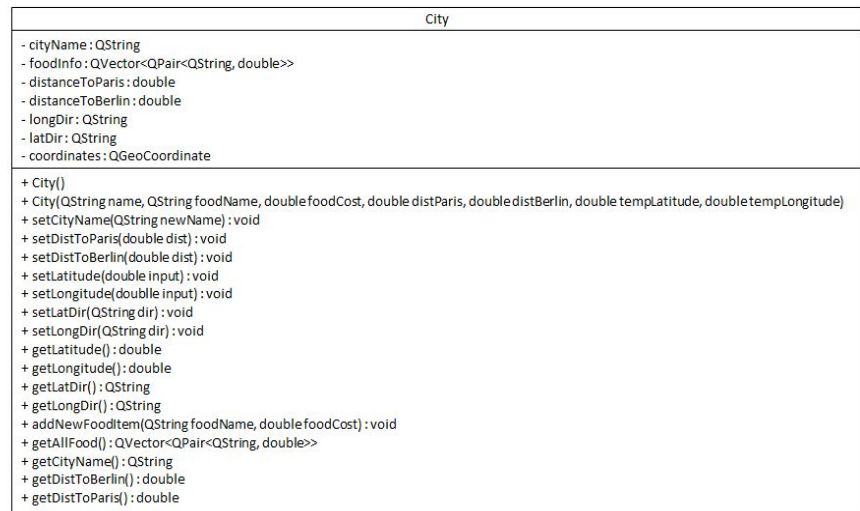 City
- cityName : QString
- foodInfo : QVector<QPair<QString, double>>
- distanceToParis : double
- distanceToBerlin : double
- longDir : QString
- latDir : QString
- coordinates : QGeoCoordinate
+ City()
+ City(QString name, QString foodName, double foodCost, double distParis, double distBerlin, double tempLatitude, double tempLongitude)
+ setCityName(QString newName) : void
+ setDistToParis(double dist) : void
+ setDistToBerlin(double dist) : void
+ setLatitude(double input) : void
+ setLongitude(doublle input) : void
+ setLatDir(QString dir) : void
+ setLongDir(QString dir) : void
+ getLatitude() : double
+ getLongitude() : double
+ getLatDir() : QString
+ getLongDir() : QString
+ addNewFoodItem(QString foodName, double foodCost) : void
+ getAllFood() : QVector<QPair<QString, double>>
+ getCityName() : QString
+ getDistToBerlin() : double
+ getDistToParis() : double